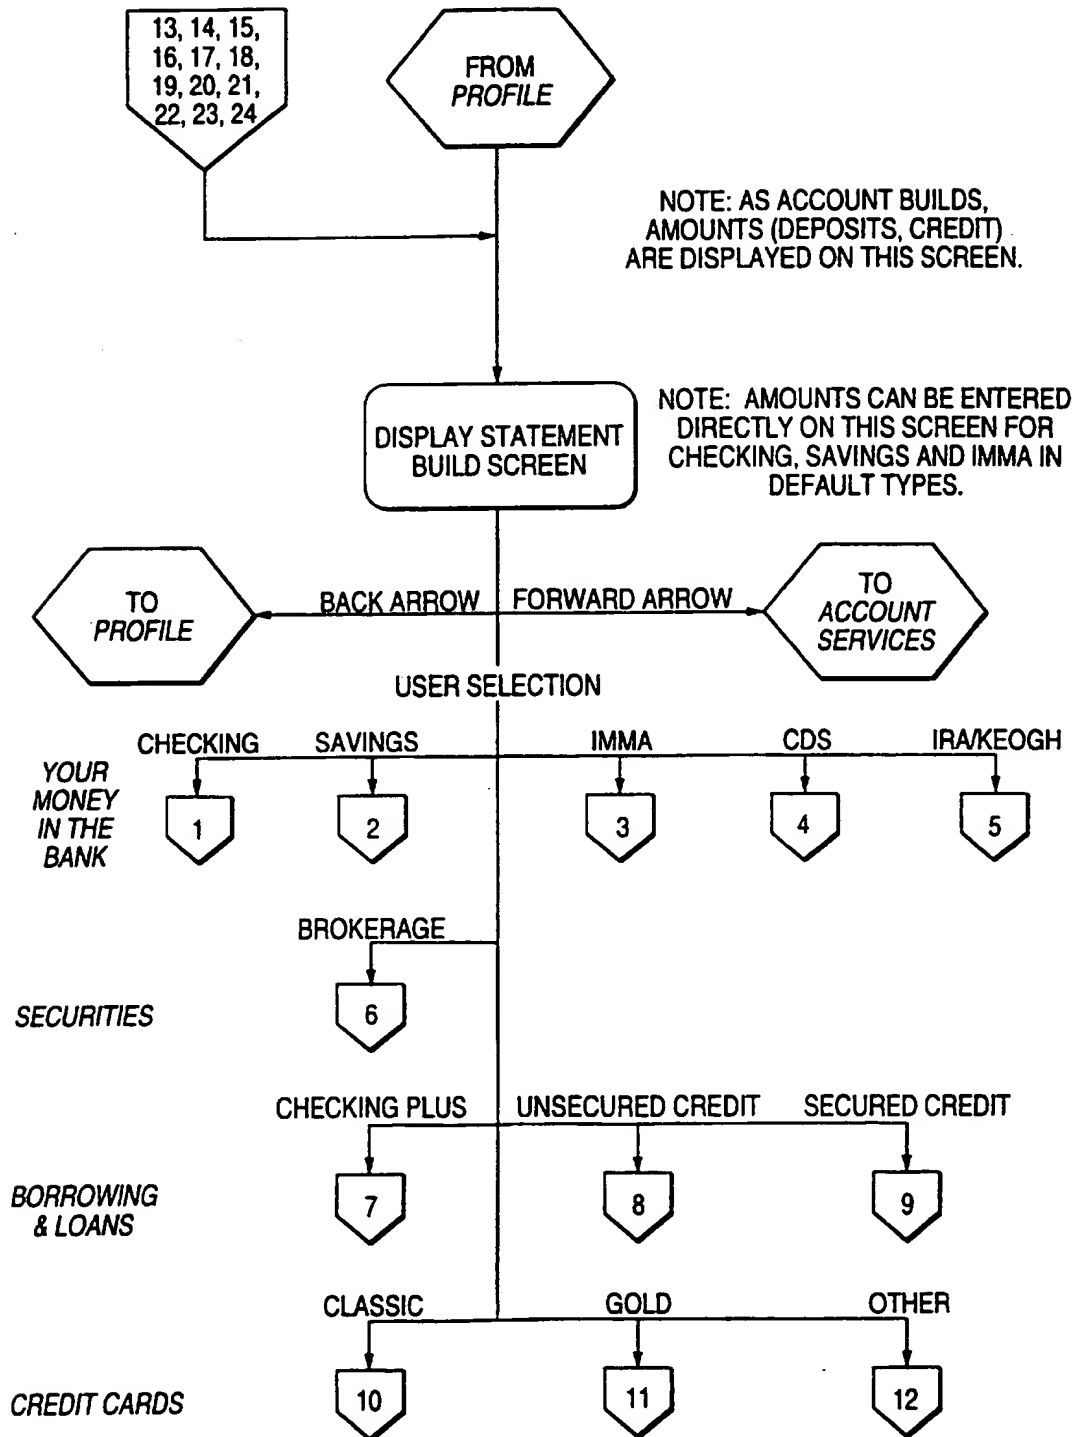 13, 14, 15,
16, 17, 18,
19, 20, 21,
22, 23, 24
FROM
PROFILE
NOTE: AS ACCOUNT BUILDS,
AMOUNTS (DEPOSITS, CREDIT)
ARE DISPLAYED ON THIS SCREEN.
DISPLAY STATEMENT
BUILD SCREEN
NOTE: AMOUNTS CAN BE ENTERED
DIRECTLY ON THIS SCREEN FOR
CHECKING, SAVINGS AND IMMA IN
DEFAULT TYPES.
TO
PROFILE
BACK ARROW
FORWARD ARROW
TO
ACCOUNT
SERVICES
USER SELECTION
YOUR
MONEY
IN THE
BANK
CHECKING
SAVINGS
IMMA
CDS
IRA/KEOGH
1
2
3
4
5
SECURITIES
BROKERAGE
6
BORROWING
& LOANS
CHECKING PLUS
UNSECURED CREDIT
SECURED CREDIT
7
8
9
CREDIT CARDS
CLASSIC
GOLD
OTHER
10
11
12